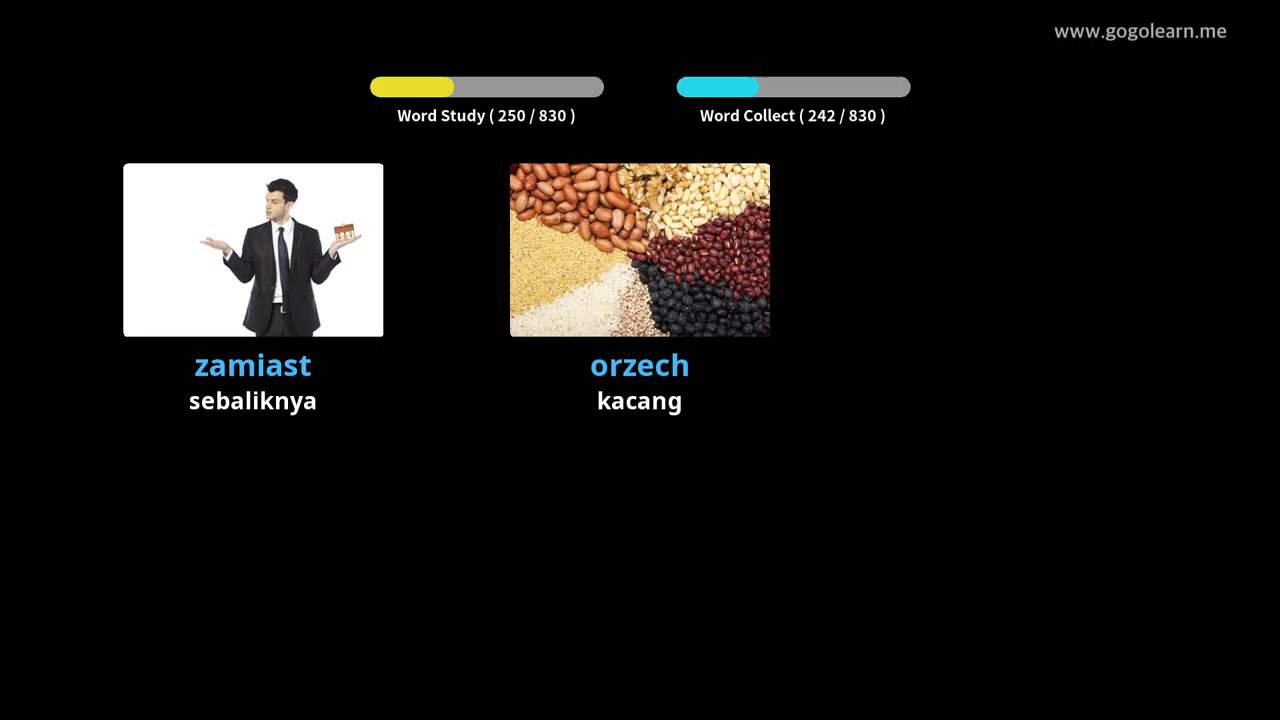 www.gogolearn.me
Word Study ( 250 / 830 )
Word Collect ( 242 / 830 )
zamiast
sebaliknya
orzech
kacang